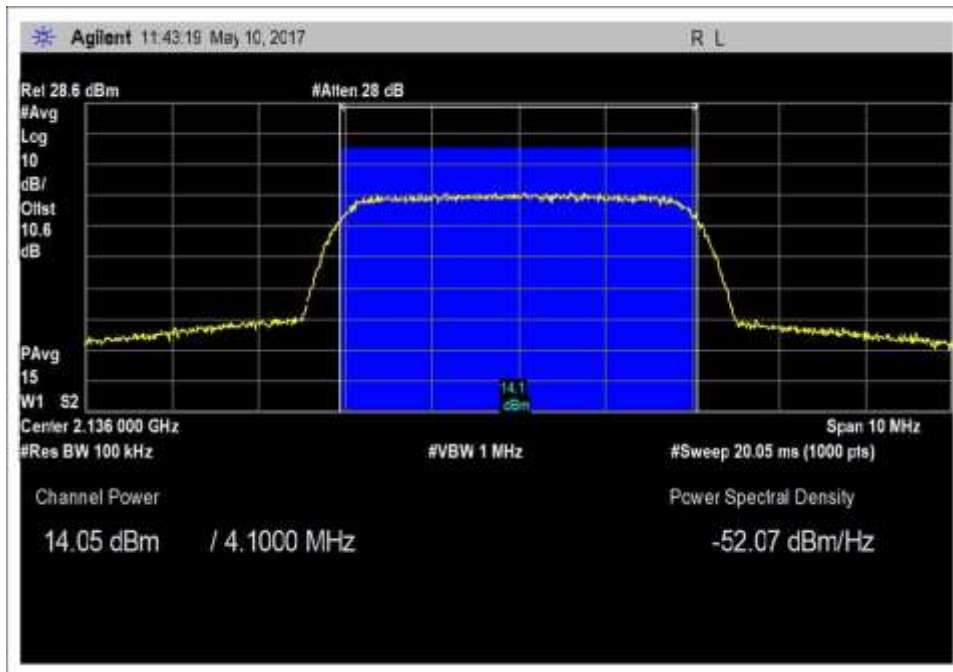 Agilent 11:43:19 May 10, 2017 R L
Ref 28.6 dBm #Atten 28 dB
#Avg
Log
10
dB/
Offst
10.6
dB
PAvg
15
W1 S2
14.1
dBm
Center 2.136 000 GHz Span 10 MHz
#Res BW 100 kHz #VBW 1 MHz #Sweep 20.05 ms (1000 pts)
Channel Power Power Spectral Density
14.05 dBm / 4.1000 MHz -52.07 dBm/Hz